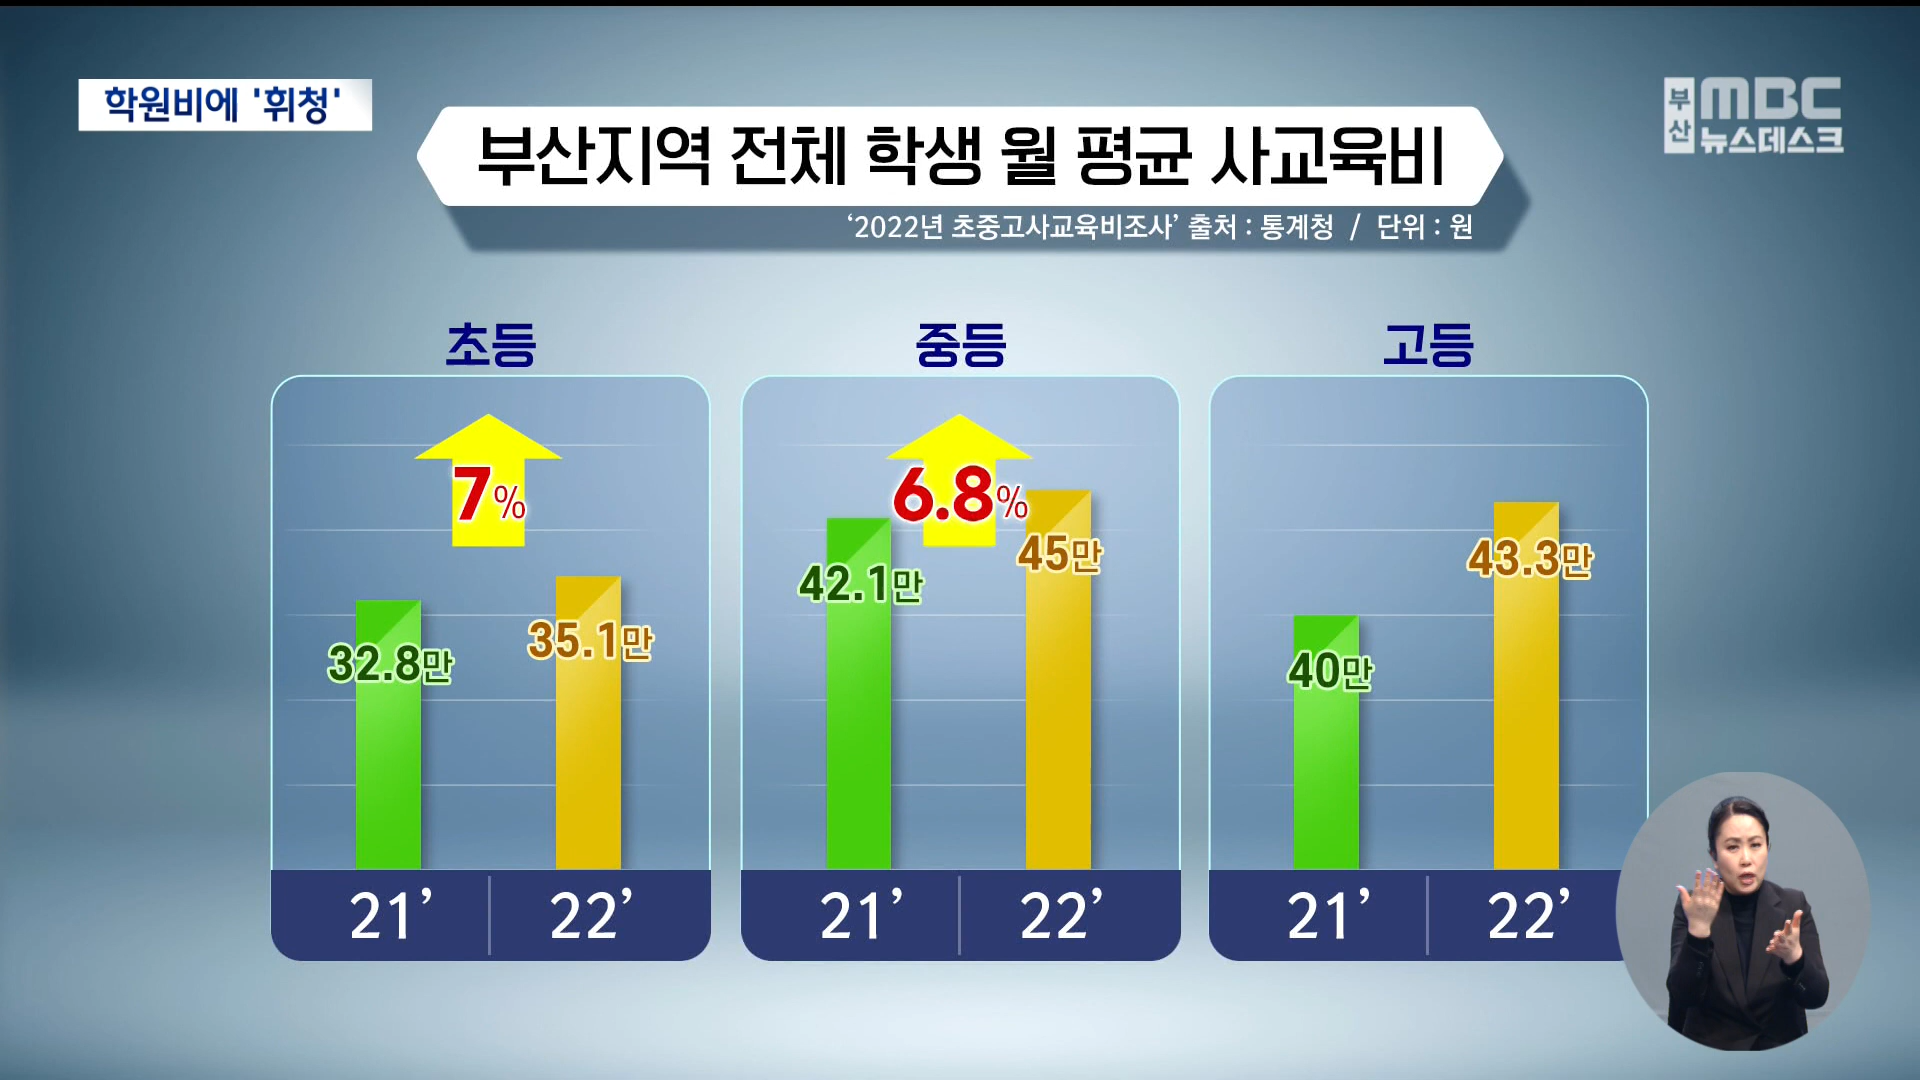 학원비에 '휘청'
부산 MBC
뉴스데스크
부산지역 전체 학생 월 평균 사교육비
‘2022년 초중고사교육비조사’ 출처 : 통계청 / 단위 : 원
초등
7%
32.8만
35.1만
21’ 22’
중등
6.8%
42.1만
45만
21’ 22’
고등
40만
43.3만
21’ 22’